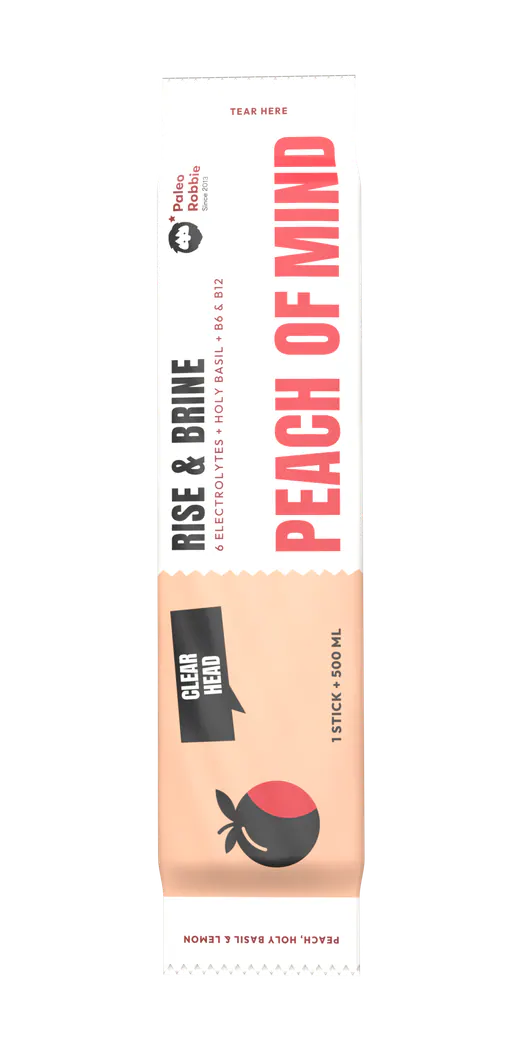 TEAR HERE
Paleo
Robbie
Since 2013
RISE & BRINE
6 ELECTROLYTES + HOLY BASIL + B6 & B12
PEACH OF MIND
CLEAR
HEAD
1 STICK + 500 ML
PEACH, HOLY BASIL & LEMON